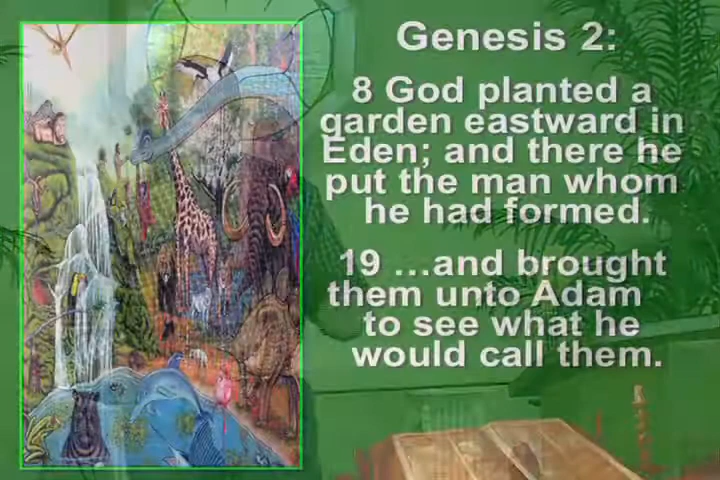 Genesis 2:
8 God planted a
garden eastward in
Eden; and there he
put the man whom
he had formed.
19 ...and brought
them unto Adam
to see what he
would call them.